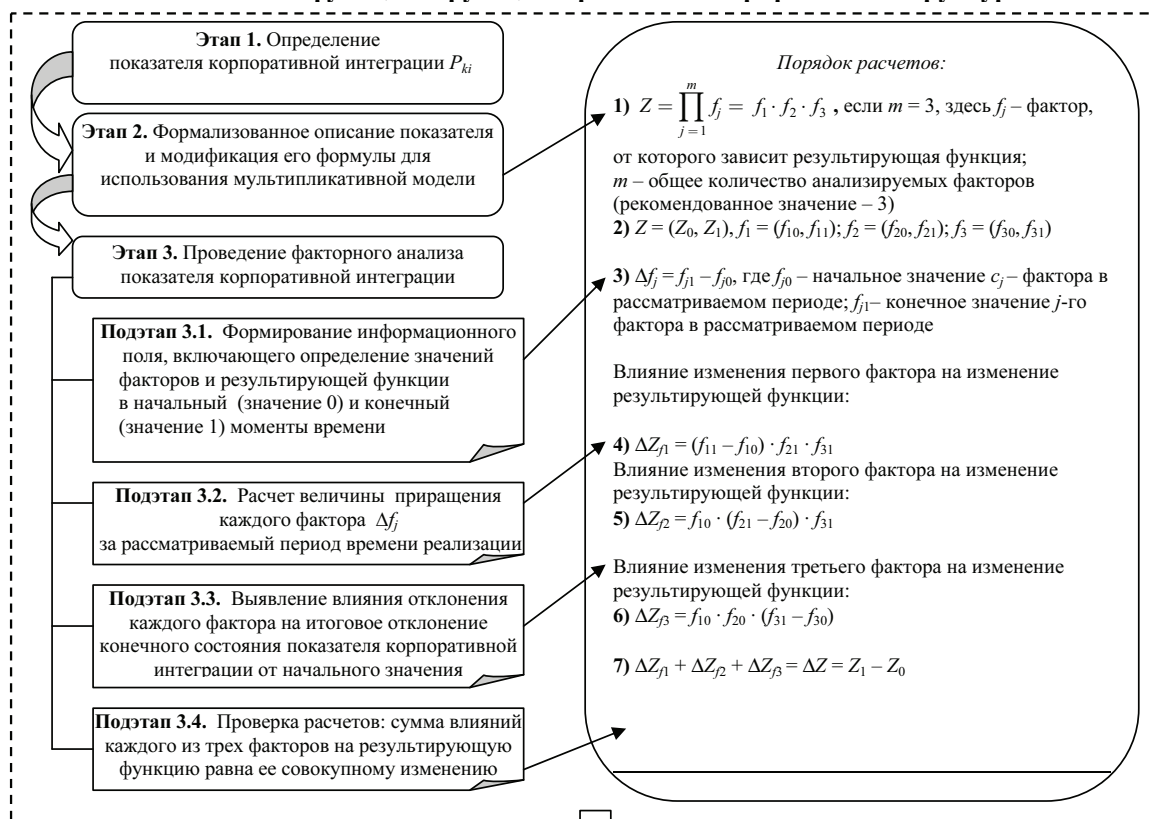 Этап 1. Определение
показателя корпоративной интеграции P_ki
Этап 2. Формализованное описание показателя
и модификация его формулы для
использования мультипликативной модели
Этап 3. Проведение факторного анализа
показателя корпоративной интеграции
Подэтап 3.1. Формирование информационного
поля, включающего определение значений
факторов и результирующей функции
в начальный (значение 0) и конечный
(значение 1) моменты времени
Подэтап 3.2. Расчет величины приращения
каждого фактора Δf_j
за рассматриваемый период времени реализации
Подэтап 3.3. Выявление влияния отклонения
каждого фактора на итоговое отклонение
конечного состояния показателя корпоративной
интеграции от начального значения
Подэтап 3.4. Проверка расчетов: сумма влияний
каждого из трех факторов на результирующую
функцию равна ее совокупному изменению
Порядок расчетов:
1) Z = ∏_{j=1}^{m} f_j = f_1 · f_2 · f_3 , если m = 3, здесь f_j – фактор,
от которого зависит результирующая функция;
m – общее количество анализируемых факторов
(рекомендованное значение – 3)
2) Z = (Z_0, Z_1), f_1 = (f_10, f_11); f_2 = (f_20, f_21); f_3 = (f_30, f_31)
3) Δf_j = f_j1 – f_j0, где f_j0 – начальное значение c_j – фактора в
рассматриваемом периоде; f_j1– конечное значение j-го
фактора в рассматриваемом периоде
Влияние изменения первого фактора на изменение
результирующей функции:
4) ΔZ_f1 = (f_11 – f_10) · f_21 · f_31
Влияние изменения второго фактора на изменение
результирующей функции:
5) ΔZ_f2 = f_10 · (f_21 – f_20) · f_31
Влияние изменения третьего фактора на изменение
результирующей функции:
6) ΔZ_f3 = f_10 · f_20 · (f_31 – f_30)
7) ΔZ_f1 + ΔZ_f2 + ΔZ_f3 = ΔZ = Z_1 – Z_0